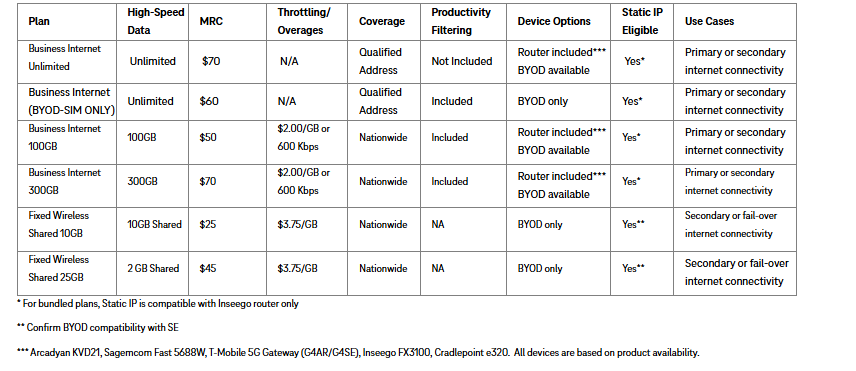 Plan High-Speed Data MRC Throttling/ Overages Coverage Productivity Filtering Device Options Static IP Eligible Use Cases
Business Internet Unlimited Unlimited $70 N/A Qualified Address Not Included Router included*** BYOD available Yes* Primary or secondary internet connectivity
Business Internet (BYOD-SIM ONLY) Unlimited $60 N/A Qualified Address Included BYOD only Yes* Primary or secondary internet connectivity
Business Internet 100GB 100GB $50 $2.00/GB or 600 Kbps Nationwide Included Router included*** BYOD available Yes* Primary or secondary internet connectivity
Business Internet 300GB 300GB $70 $2.00/GB or 600 Kbps Nationwide Included Router included*** BYOD available Yes* Primary or secondary internet connectivity
Fixed Wireless Shared 10GB 10GB Shared $25 $3.75/GB Nationwide NA BYOD only Yes** Secondary or fail-over internet connectivity
Fixed Wireless Shared 25GB 2 GB Shared $45 $3.75/GB Nationwide NA BYOD only Yes** Secondary or fail-over internet connectivity
* For bundled plans, Static IP is compatible with Inseego router only
** Confirm BYOD compatibility with SE
*** Arcadyan KVD21, Sagemcom Fast 5688W, T-Mobile 5G Gateway (G4AR/G4SE), Inseego FX3100, Cradlepoint e320. All devices are based on product availability.